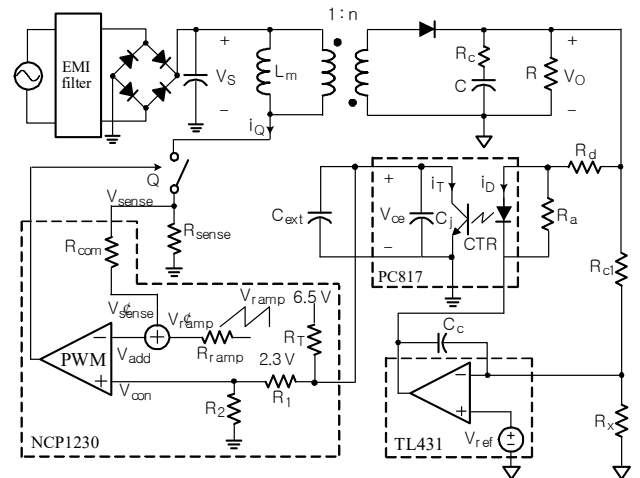 1:n
EMI
filter
+
V_S
−
L_m
R_c
C
R
+
V_O
−
i_Q
Q
V_sense
R_sense
R_com
C_ext
+
V_ce
−
C_j
i_T
i_D
CTR
PC817
R_d
R_a
R_c1
V¢_sense
V¢_ramp
V_ramp
R_ramp
6.5 V
R_T
+
PWM
−
+
V_add
V_con
2.3 V
R_1
R_2
NCP1230
C_c
−
+
V_ref
+
−
TL431
R_x